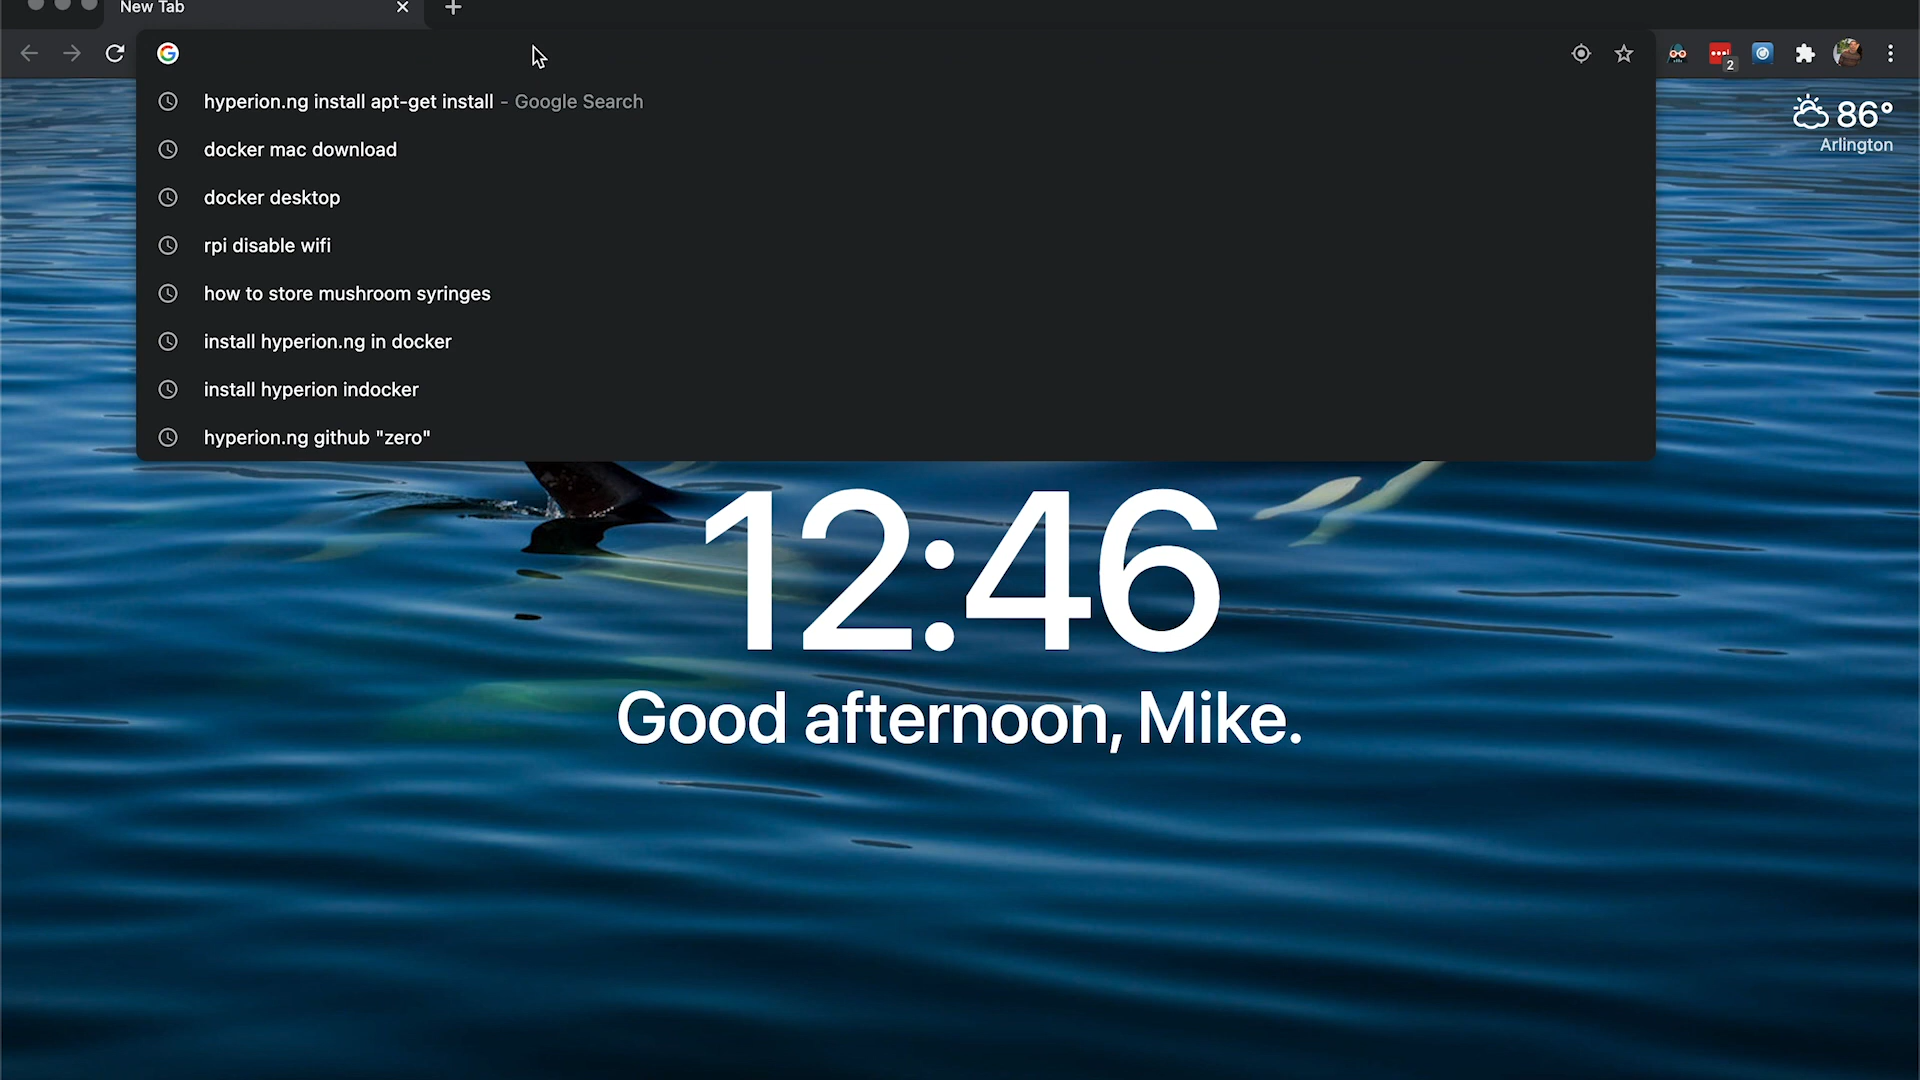 New Tab
2
hyperion.ng install apt-get install - Google Search
docker mac download
docker desktop
rpi disable wifi
how to store mushroom syringes
install hyperion.ng in docker
install hyperion indocker
hyperion.ng github "zero"
86°
Arlington
12:46
Good afternoon, Mike.